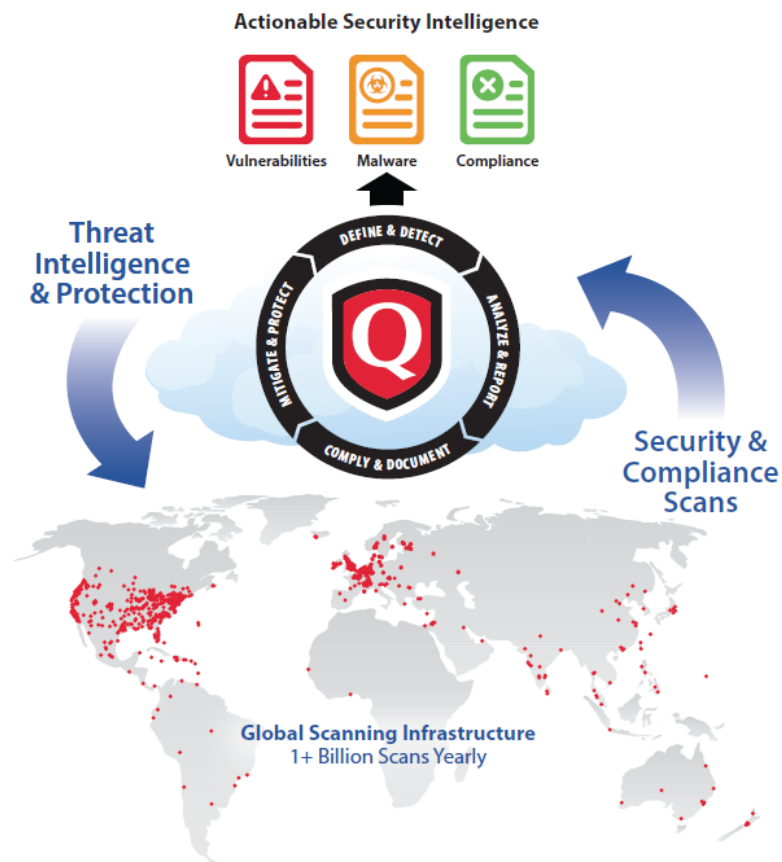 Actionable Security Intelligence
Vulnerabilities
Malware
Compliance
Threat
Intelligence
& Protection
DEFINE & DETECT
ANALYZE & REPORT
COMPLY & DOCUMENT
MITIGATE & PROTECT
Q
Security &
Compliance
Scans
Global Scanning Infrastructure
1+ Billion Scans Yearly